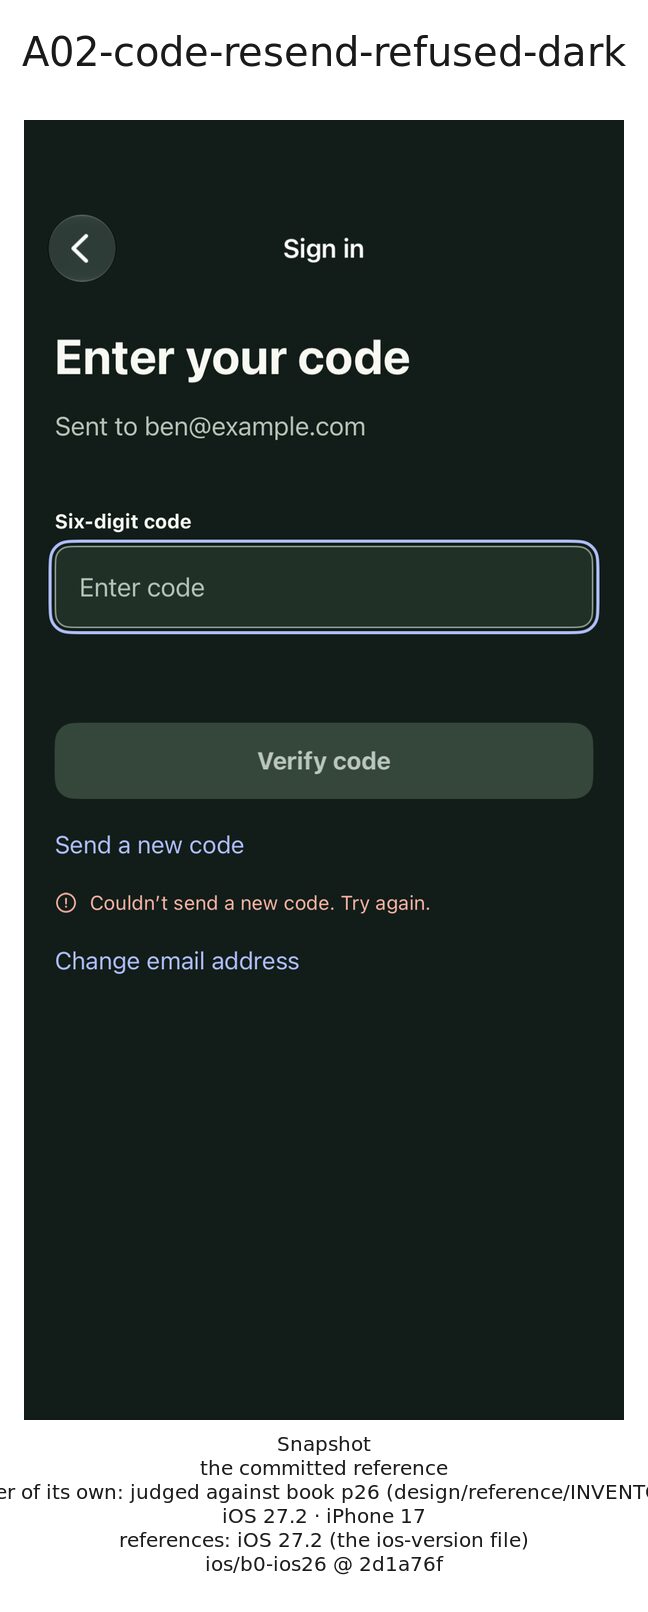 A02-code-resend-refused-dark
Sign in
Enter your code
Sent to ben@example.com
Six-digit code
Enter code
Verify code
Send a new code
Couldn’t send a new code. Try again.
Change email address
Snapshot
the committed reference
of its own: judged against book p26 (design/reference/
iOS 27.2 · iPhone 17
references: iOS 27.2 (the ios-version file)
ios/b0-ios26 @ 2d1a76f